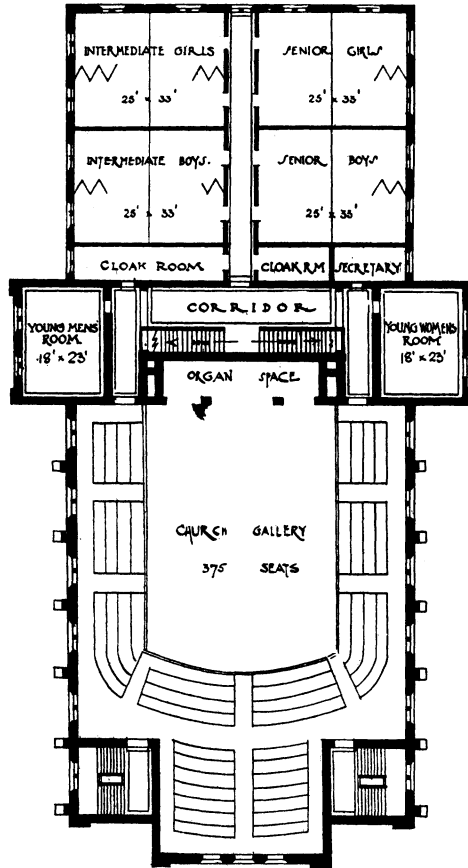 INTERMEDIATE GIRLS
25' x 33'
SENIOR GIRLS
25' x 33'
INTERMEDIATE BOYS.
25' x 33'
SENIOR BOYS
25' x 33'
CLOAK ROOM
CLOAK RM
SECRETARY
CORRIDOR
YOUNG MENS'
ROOM
18' x 23'
YOUNG WOMENS'
ROOM
18' x 23'
ORGAN SPACE
CHURCH GALLERY
375 SEATS